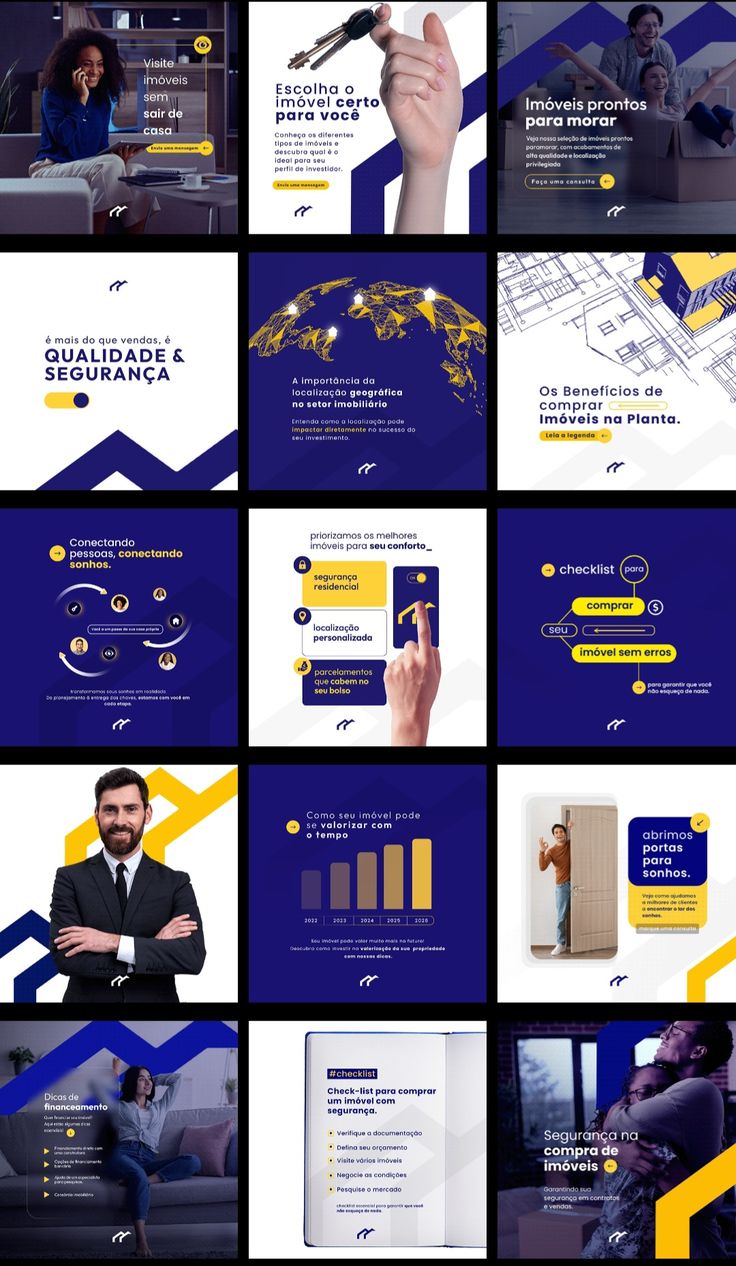 Visite
imóveis
sem
sair de
casa
Envie uma mensagem
Escolha o
imóvel certo
para você
Conheça os diferentes
tipos de imóveis e
descubra qual é o
ideal para seu
perfil de investidor.
Envie uma mensagem
Imóveis prontos
para morar
Veja nossa seleção de imóveis prontos
paramorar, com acabamentos de
alta qualidade e localização
privilegiada
Faça uma consulta
é mais do que vendas, é
QUALIDADE &
SEGURANÇA
A importância da
localização geográfica
no setor imobiliário
Entenda como a localização pode
impactar diretamente no sucesso do
seu investimento.
Os Benefícios de
comprar
Imóveis na Planta.
Leia a legenda
Conectando
pessoas, conectando
sonhos.
Você a um passo da sua casa própria
transformamos seus sonhos em realidade
Do planejamento à entrega das chaves, estamos com você em
cada etapa.
priorizamos os melhores
imóveis para seu conforto_
segurança
residencial
ON
localização
personalizada
parcelamentos
que cabem no
seu bolso
checklist para
comprar $
seu
imóvel sem erros
para garantir que você
não esqueça de nada.
Como seu imóvel pode
se valorizar com
o tempo
2022 2023 2024 2025 2026
Seu imóvel pode valer muito mais no futuro!
Descubra como investir na valorização da sua propriedade
com nossas dicas.
abrimos
portas
para
sonhos.
Veja como ajudamos
a milhares de clientes
a encontrar o lar dos
sonhos.
marque uma consulta
Dicas de
financeamento
Quer financiar seu imóvel?
Aqui estão algumas dicas
essenciais!
Financiamento direto com
uma construtora
Opções de financiamento
bancário
Ajuda de um especialista
para pesquisas.
Consórcio imobiliário
#checklist
Check-list para comprar
um imóvel com
segurança.
Verifique a documentação
Defina seu orçamento
Visite vários imóveis
Negocie as condições
Pesquise o mercado
checklist essencial para garantir que você
não esqueça de nada.
Segurança na
compra de
imóveis
Garantindo sua
segurança em contratos
e vendas.